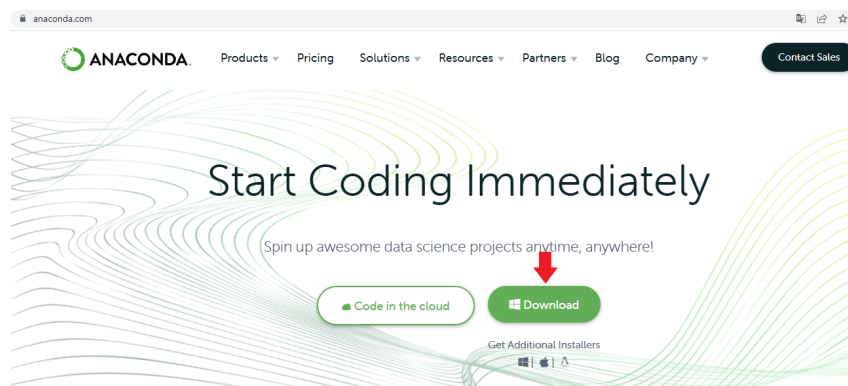 anaconda.com
ANACONDA.
Products Pricing Solutions Resources Partners Blog Company Contact Sales
Start Coding Immediately
Spin up awesome data science projects anytime, anywhere!
Code in the cloud Download
Get Additional Installers